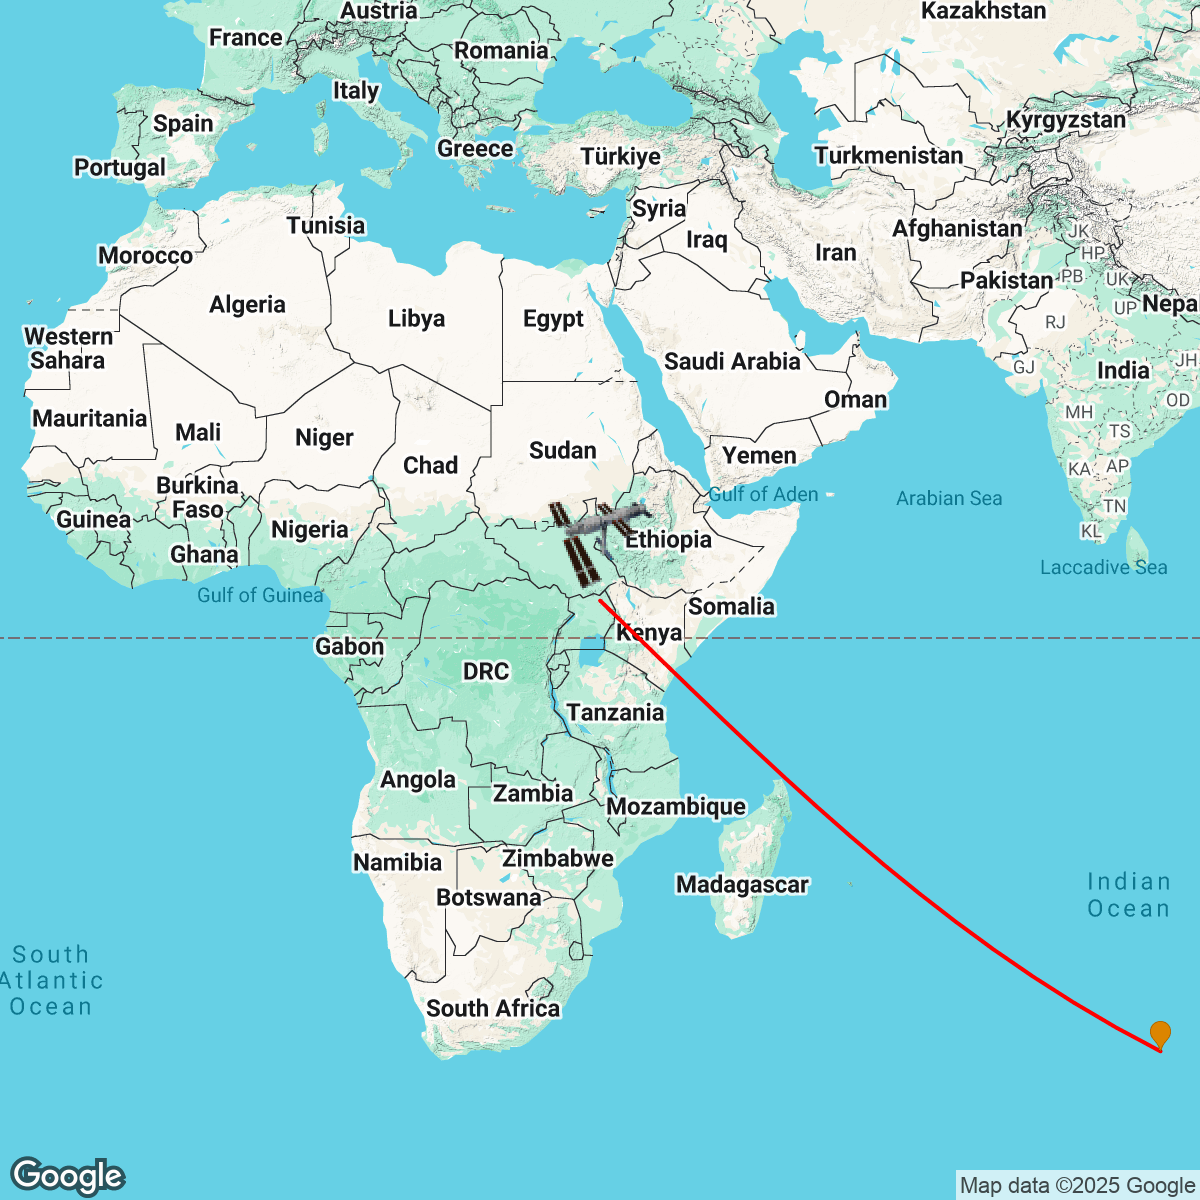 Austria
Kazakhstan
France
Romania
Italy
Spain
Kyrgyzstan
Greece
Türkiye
Turkmenistan
Portugal
Syria
Tunisia
Afghanistan
JK
Iraq
Morocco
Iran
HP
Pakistan
PB
UK
Algeria
Libya
Egypt
UP
Nepal
RJ
Western
Sahara
Saudi Arabia
JH
GJ
India
Oman
OD
Mauritania
MH
Mali
Niger
TS
Sudan
Yemen
Chad
KA
AP
Burkina
Faso
Gulf of Aden
Arabian Sea
TN
Guinea
Nigeria
KL
Ethiopia
Ghana
Laccadive Sea
Gulf of Guinea
Somalia
Kenya
Gabon
DRC
Tanzania
Angola
Zambia
Mozambique
Namibia
Zimbabwe
Madagascar
Indian
Ocean
Botswana
South
Atlantic
Ocean
South Africa
Google
Map data ©2025 Google